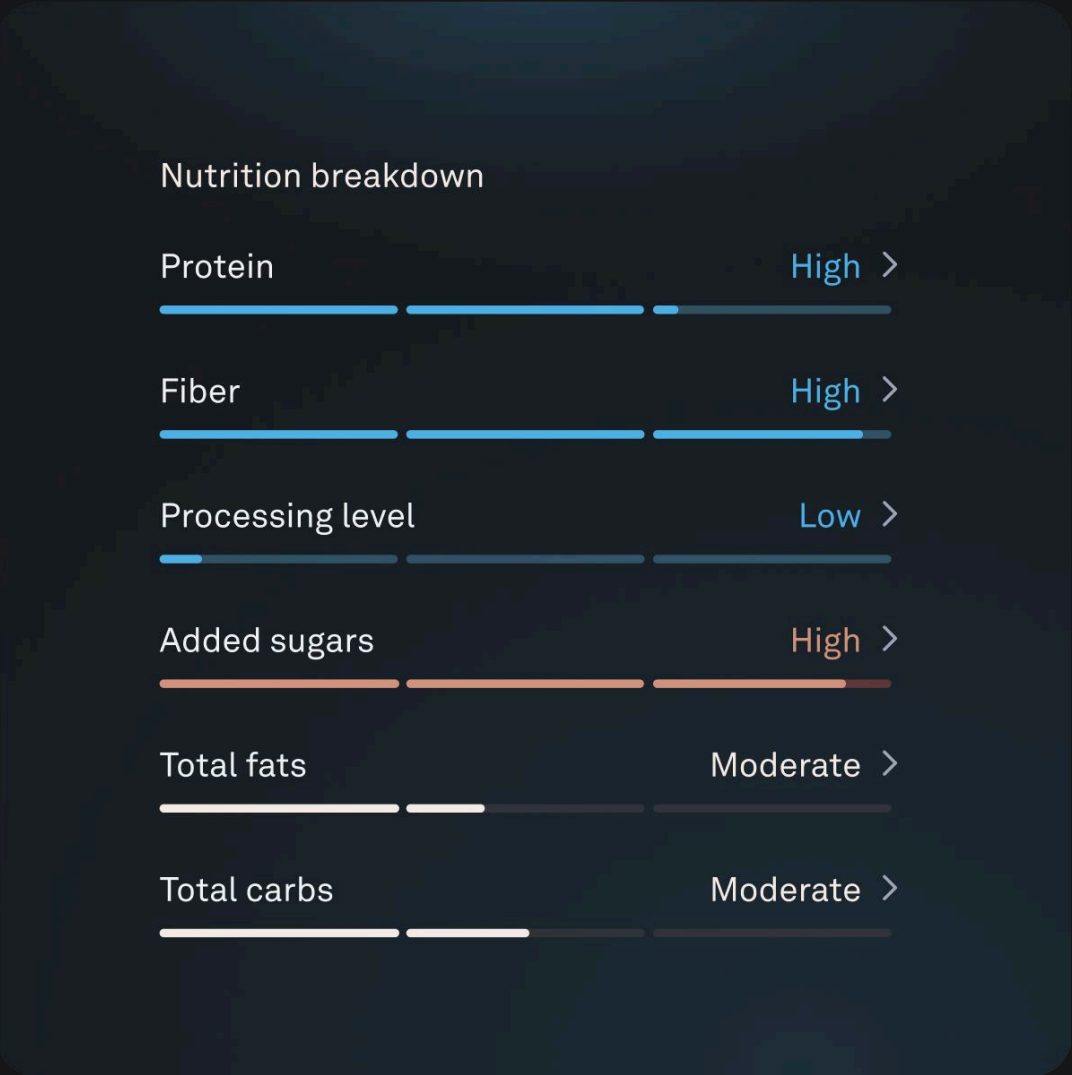 Nutrition breakdown
Protein High
Fiber High
Processing level Low
Added sugars High
Total fats Moderate
Total carbs Moderate